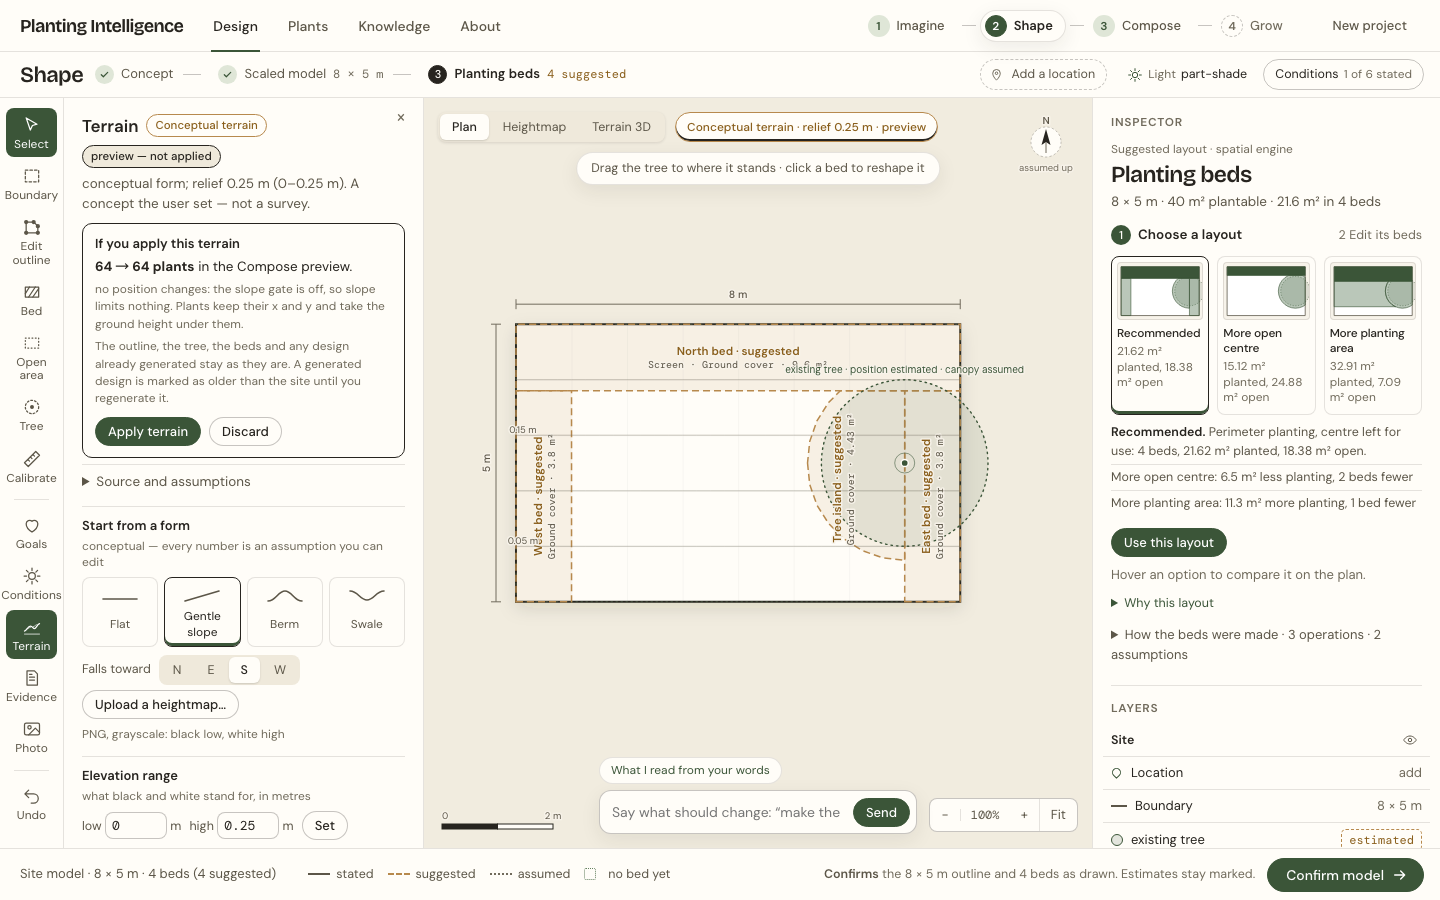 Planting Intelligence
Design
Plants
Knowledge
About
1 Imagine
2 Shape
3 Compose
4 Grow
New project
Shape
Concept
Scaled model 8 × 5 m
3 Planting beds 4 suggested
Add a location
Light part-shade
Conditions 1 of 6 stated
Select
Boundary
Edit
outline
Bed
Open
area
Tree
Calibrate
Goals
Conditions
Terrain
Evidence
Photo
Undo
Terrain
Conceptual terrain
×
preview — not applied
conceptual form; relief 0.25 m (0–0.25 m). A
concept the user set — not a survey.
If you apply this terrain
64 → 64 plants in the Compose preview.
no position changes: the slope gate is off, so slope
limits nothing. Plants keep their x and y and take the
ground height under them.
The outline, the tree, the beds and any design
already generated stay as they are. A generated
design is marked as older than the site until you
regenerate it.
Apply terrain
Discard
Source and assumptions
Start from a form
conceptual — every number is an assumption you can
edit
Flat
Gentle
slope
Berm
Swale
Falls toward
N
E
S
W
Upload a heightmap…
PNG, grayscale: black low, white high
Elevation range
what black and white stand for, in metres
low 0 m high 0.25 m Set
Plan
Heightmap
Terrain 3D
Conceptual terrain · relief 0.25 m · preview
Drag the tree to where it stands · click a bed to reshape it
N
assumed up
8 m
5 m
North bed · suggested
Screen · Ground cover · 9.6 m²
existing tree · position estimated · canopy assumed
0.15 m
0.05 m
West bed · suggested
Ground cover · 3.8 m²
Tree island · suggested
Ground cover · 4.43 m²
East bed · suggested
Ground cover · 3.8 m²
What I read from your words
Say what should change: “make the
Send
0
2 m
−
100%
+
Fit
INSPECTOR
Suggested layout · spatial engine
Planting beds
8 × 5 m · 40 m² plantable · 21.6 m² in 4 beds
1 Choose a layout
2 Edit its beds
Recommended
21.62 m²
planted, 18.38
m² open
More open
centre
15.12 m²
planted, 24.88
m² open
More planting
area
32.91 m²
planted, 7.09
m² open
Recommended. Perimeter planting, centre left for
use: 4 beds, 21.62 m² planted, 18.38 m² open.
More open centre: 6.5 m² less planting, 2 beds fewer
More planting area: 11.3 m² more planting, 1 bed fewer
Use this layout
Hover an option to compare it on the plan.
Why this layout
How the beds were made · 3 operations · 2
assumptions
LAYERS
Site
Location
add
Boundary
8 × 5 m
existing tree
estimated
Site model · 8 × 5 m · 4 beds (4 suggested)
stated
suggested
assumed
no bed yet
Confirms the 8 × 5 m outline and 4 beds as drawn. Estimates stay marked.
Confirm model →